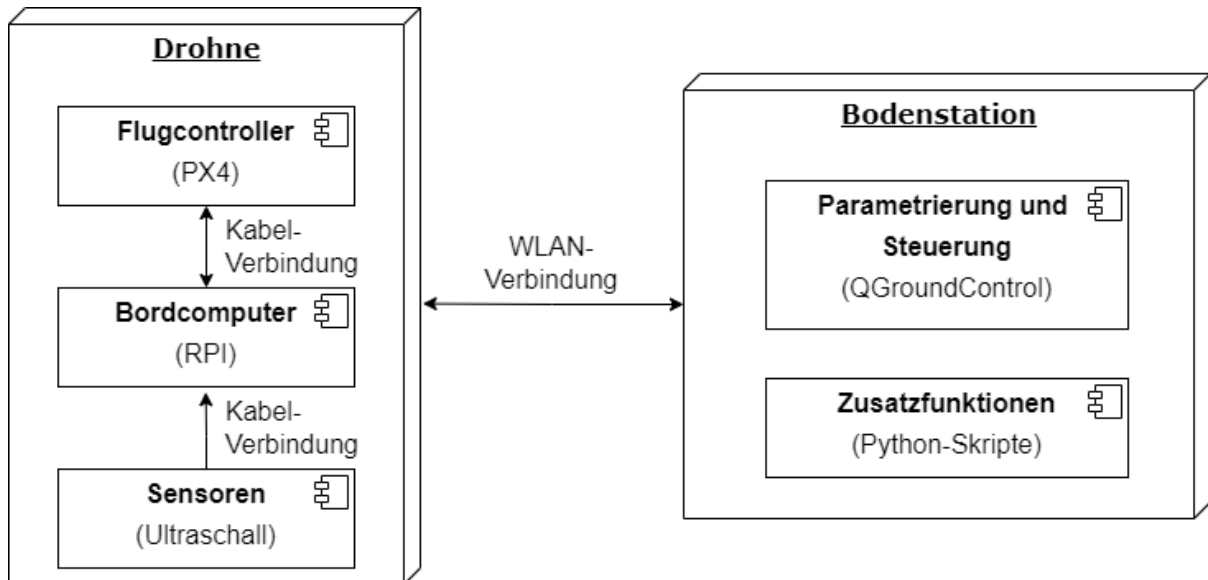 Drohne
Flugcontroller
(PX4)
Kabel-
Verbindung
Bordcomputer
(RPI)
Kabel-
Verbindung
Sensoren
(Ultraschall)
WLAN-
Verbindung
Bodenstation
Parametrierung und
Steuerung
(QGroundControl)
Zusatzfunktionen
(Python-Skripte)